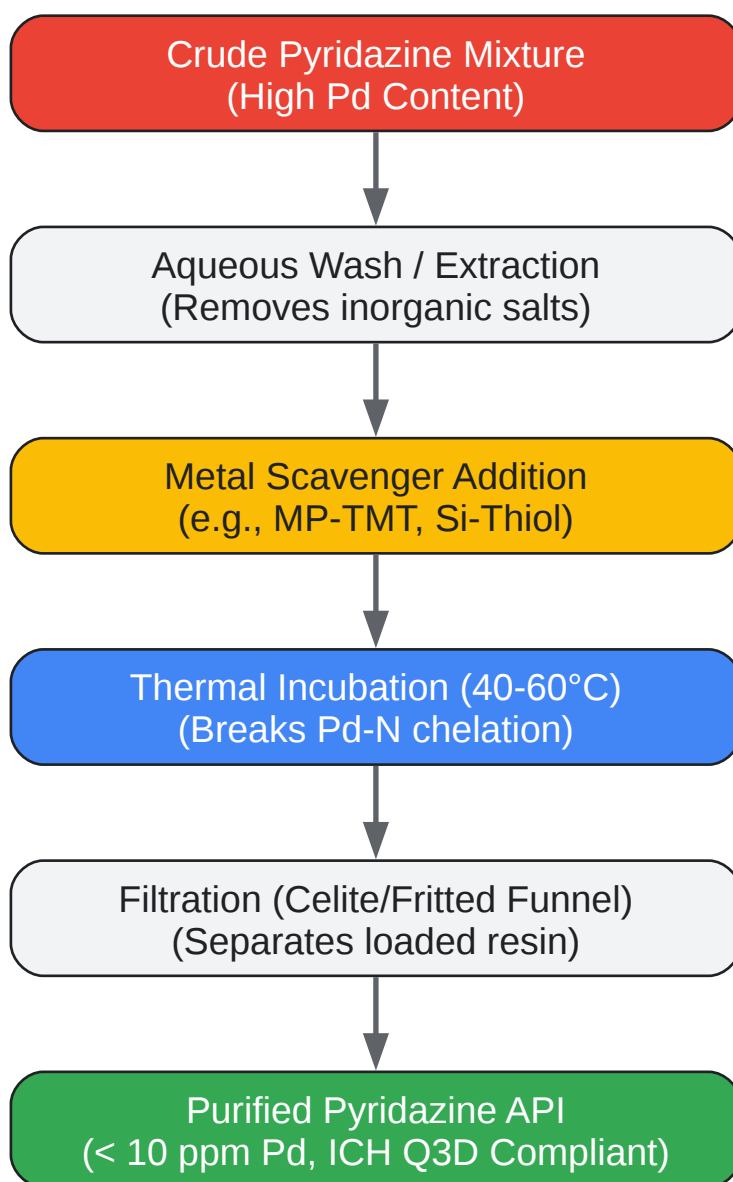 Crude Pyridazine Mixture
(High Pd Content)
Aqueous Wash / Extraction
(Removes inorganic salts)
Metal Scavenger Addition
(e.g., MP-TMT, Si-Thiol)
Thermal Incubation (40-60°C)
(Breaks Pd-N chelation)
Filtration (Celite/Fritted Funnel)
(Separates loaded resin)
Purified Pyridazine API
(< 10 ppm Pd, ICH Q3D Compliant)